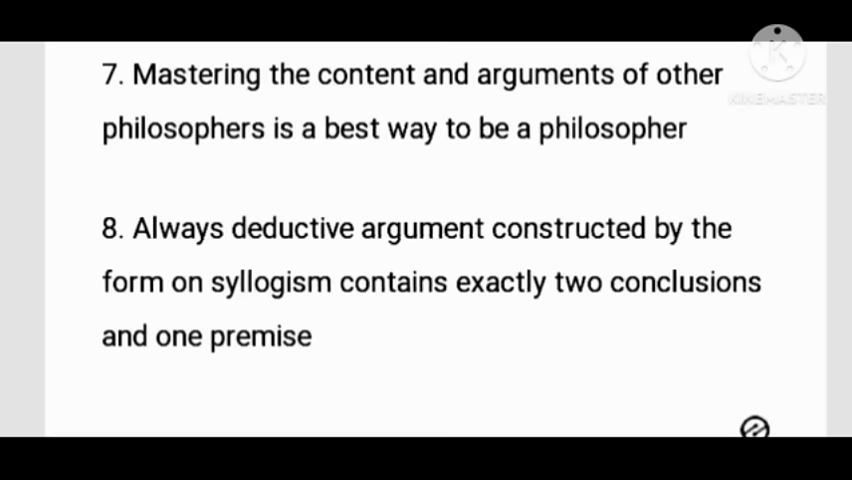 7. Mastering the content and arguments of other
philosophers is a best way to be a philosopher
8. Always deductive argument constructed by the
form on syllogism contains exactly two conclusions
and one premise
K
KINEMASTER